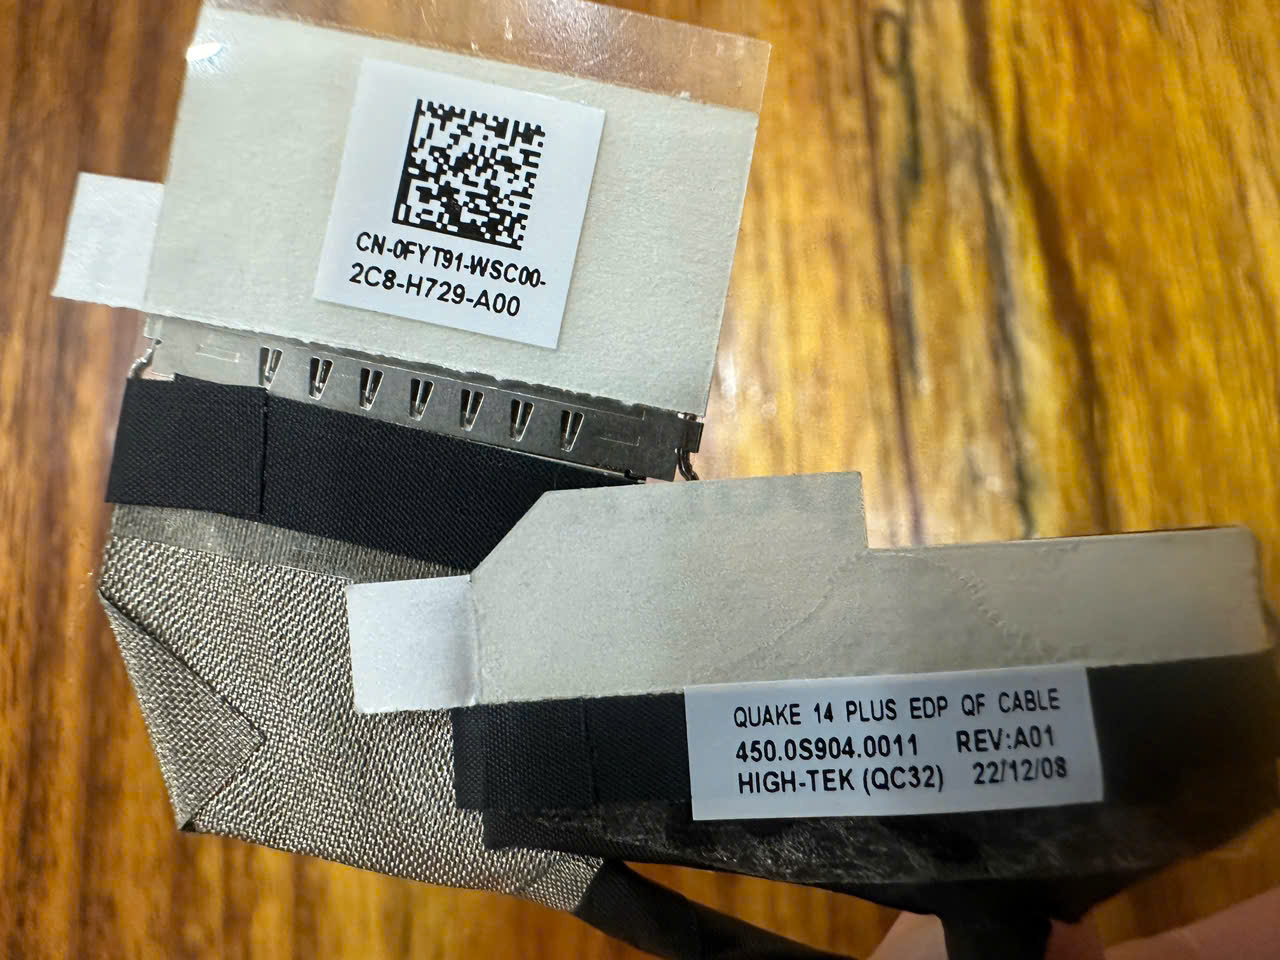 CN-0FYT91-WSC00-
2C8-H729-A00
QUAKE 14 PLUS EDP QF CABLE
450.0S904.0011 REV:A01
HIGH-TEK (QC32) 22/12/08